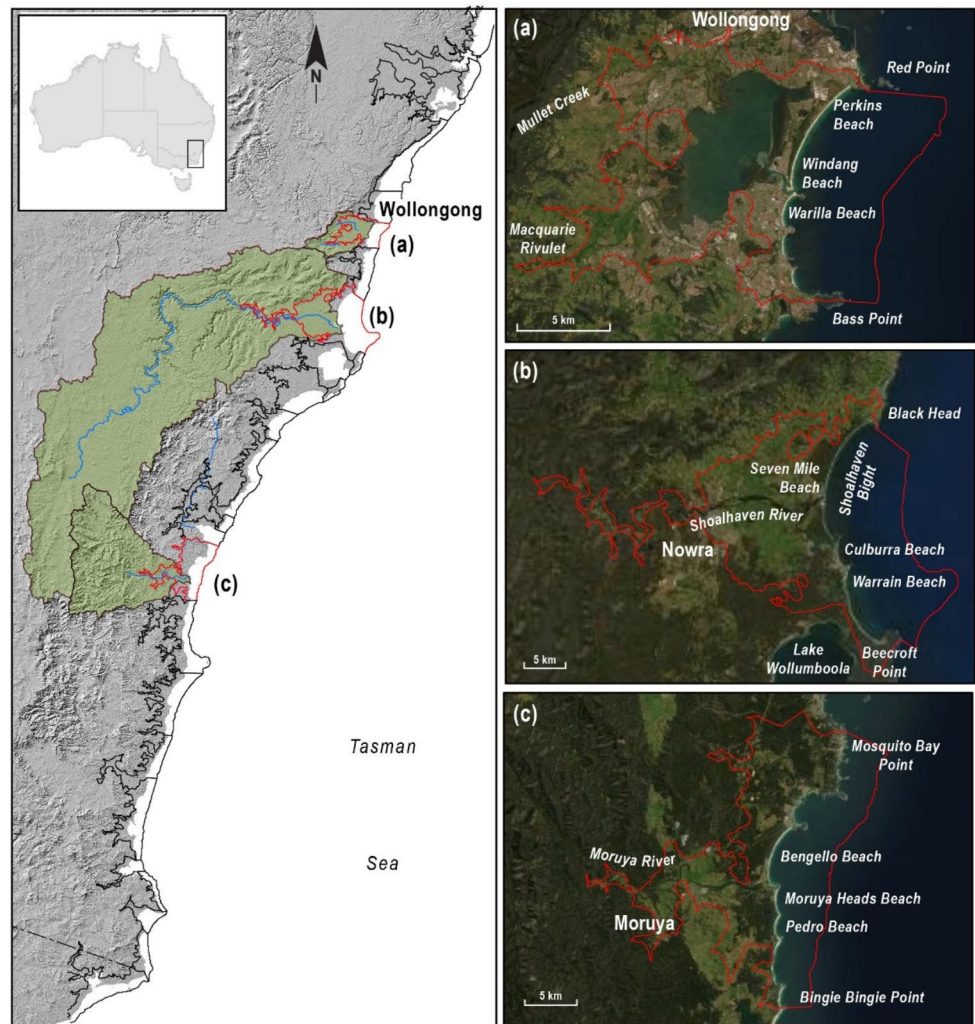 N
Wollongong
(a)
(b)
(c)
Tasman
Sea
(a)
Wollongong
Red Point
Mullet Creek
Perkins
Beach
Windang
Beach
Warilla Beach
Macquarie
Rivulet
5 km
Bass Point
(b)
Black Head
Seven Mile
Beach
Shoalhaven
Bight
Shoalhaven River
Nowra
Culburra Beach
Warrain Beach
Lake
Wollumboola
Beecroft
Point
5 km
(c)
Mosquito Bay
Point
Moruya River
Bengello Beach
Moruya Heads Beach
Moruya
Pedro Beach
5 km
Bingie Bingie Point